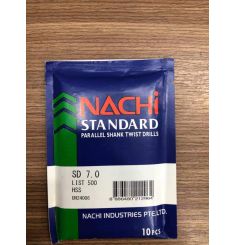 NACHi
STANDARD
PARALLEL SHANK TWIST DRILLS
SD 7.0
LIST 500
HSS
NACHI INDUSTRIES PTE.LTD.
10 PCS